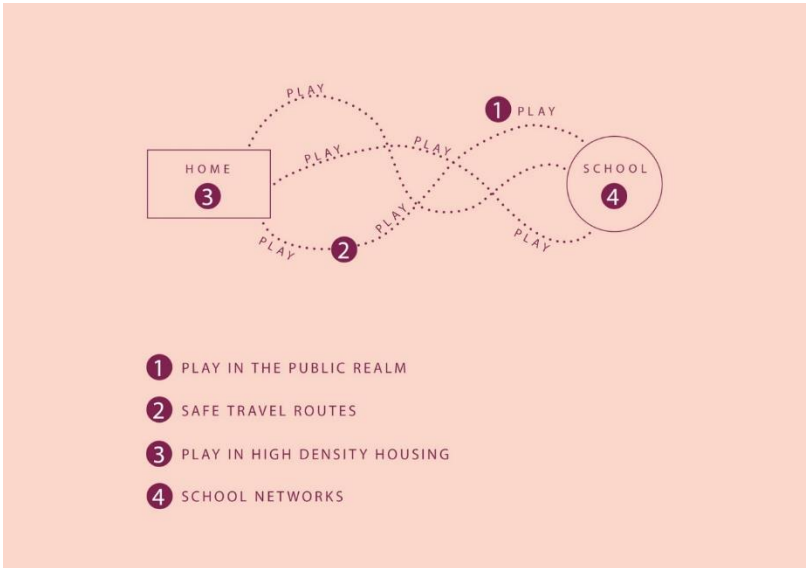 PLAY
1 PLAY
PLAY
PLAY
HOME
3
SCHOOL
4
PLAY
PLAY
2
PLAY
1 PLAY IN THE PUBLIC REALM
2 SAFE TRAVEL ROUTES
3 PLAY IN HIGH DENSITY HOUSING
4 SCHOOL NETWORKS